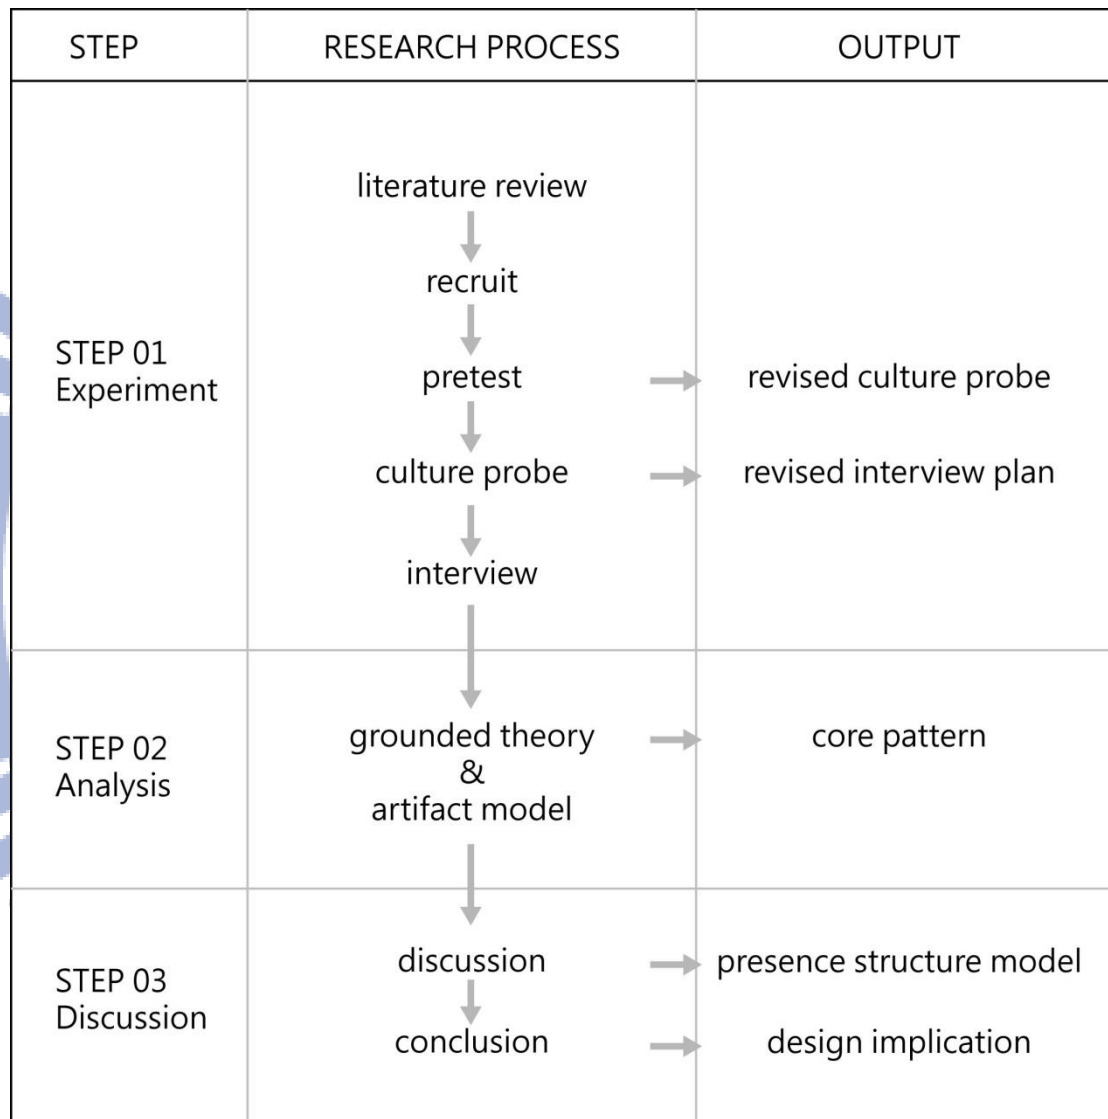 STEP RESEARCH PROCESS OUTPUT
literature review
recruit
STEP 01
Experiment
pretest revised culture probe
culture probe revised interview plan
interview
STEP 02
Analysis
grounded theory core pattern
&
artifact model
STEP 03
Discussion
discussion presence structure model
conclusion design implication